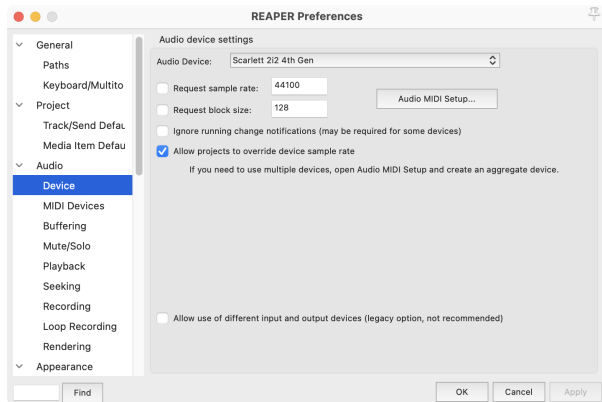 REAPER Preferences
General
Paths
Keyboard/Multito
Project
Track/Send Defau
Media Item Defau
Audio
Device
MIDI Devices
Buffering
Mute/Solo
Playback
Seeking
Recording
Loop Recording
Rendering
Appearance
Find
Audio device settings
Audio Device: Scarlett 2i2 4th Gen
Request sample rate: 44100
Request block size: 128
Audio MIDI Setup...
Ignore running change notifications (may be required for some devices)
Allow projects to override device sample rate
If you need to use multiple devices, open Audio MIDI Setup and create an aggregate device.
Allow use of different input and output devices (legacy option, not recommended)
OK Cancel Apply